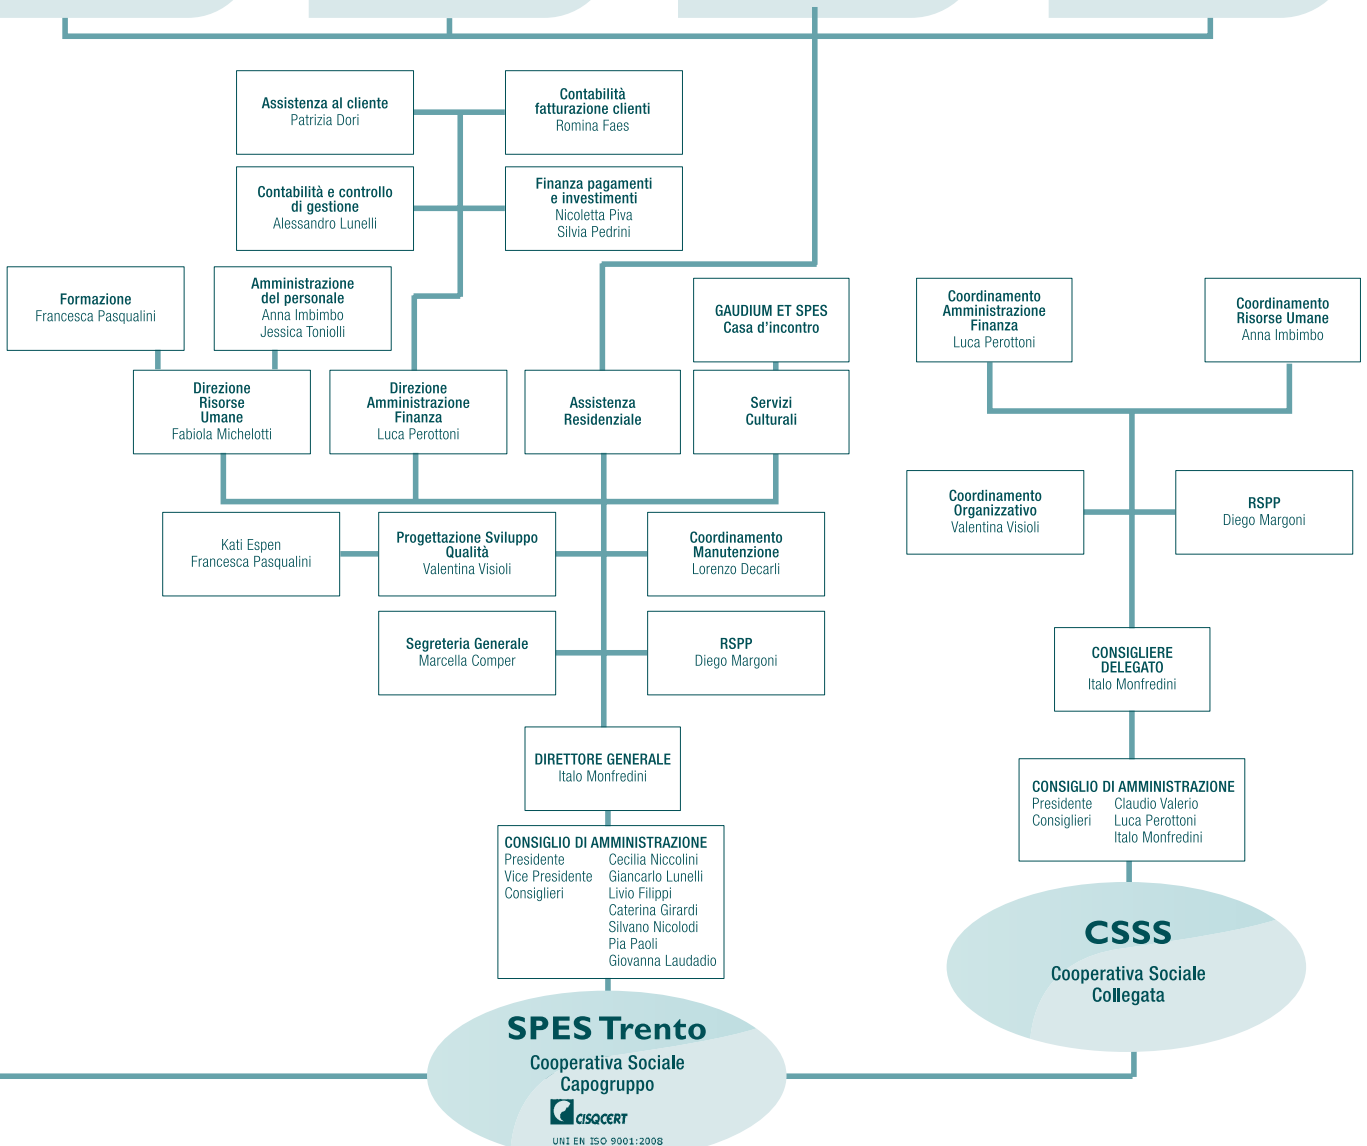 Assistenza al cliente
Patrizia Dori
Contabilità
fatturazione clienti
Romina Faes
Contabilità e controllo
di gestione
Alessandro Lunelli
Finanza pagamenti
e investimenti
Nicoletta Piva
Silvia Pedrini
Formazione
Francesca Pasqualini
Amministrazione
del personale
Anna Imbimbo
Jessica Toniolli
GAUDIUM ET SPES
Casa d'incontro
Coordinamento
Amministrazione
Finanza
Luca Perottoni
Coordinamento
Risorse Umane
Anna Imbimbo
Direzione
Risorse
Umane
Fabiola Michelotti
Direzione
Amministrazione
Finanza
Luca Perottoni
Assistenza
Residenziale
Servizi
Culturali
Coordinamento
Organizzativo
Valentina Visioli
RSPP
Diego Margoni
Kati Espen
Francesca Pasqualini
Progettazione Sviluppo
Qualità
Valentina Visioli
Coordinamento
Manutenzione
Lorenzo Decarli
Segreteria Generale
Marcella Comper
RSPP
Diego Margoni
CONSIGLIERE
DELEGATO
Italo Monfredini
DIRETTORE GENERALE
Italo Monfredini
CONSIGLIO DI AMMINISTRAZIONE
Presidente Claudio Valerio
Consiglieri Luca Perottoni
Italo Monfredini
CONSIGLIO DI AMMINISTRAZIONE
Presidente Cecilia Niccolini
Vice Presidente Giancarlo Lunelli
Consiglieri Livio Filippi
Caterina Girardi
Silvano Nicolodi
Pia Paoli
Giovanna Laudadio
CSSS
Cooperativa Sociale
Collegata
SPES Trento
Cooperativa Sociale
Capogruppo
CISQCERT
UNI EN ISO 9001:2008